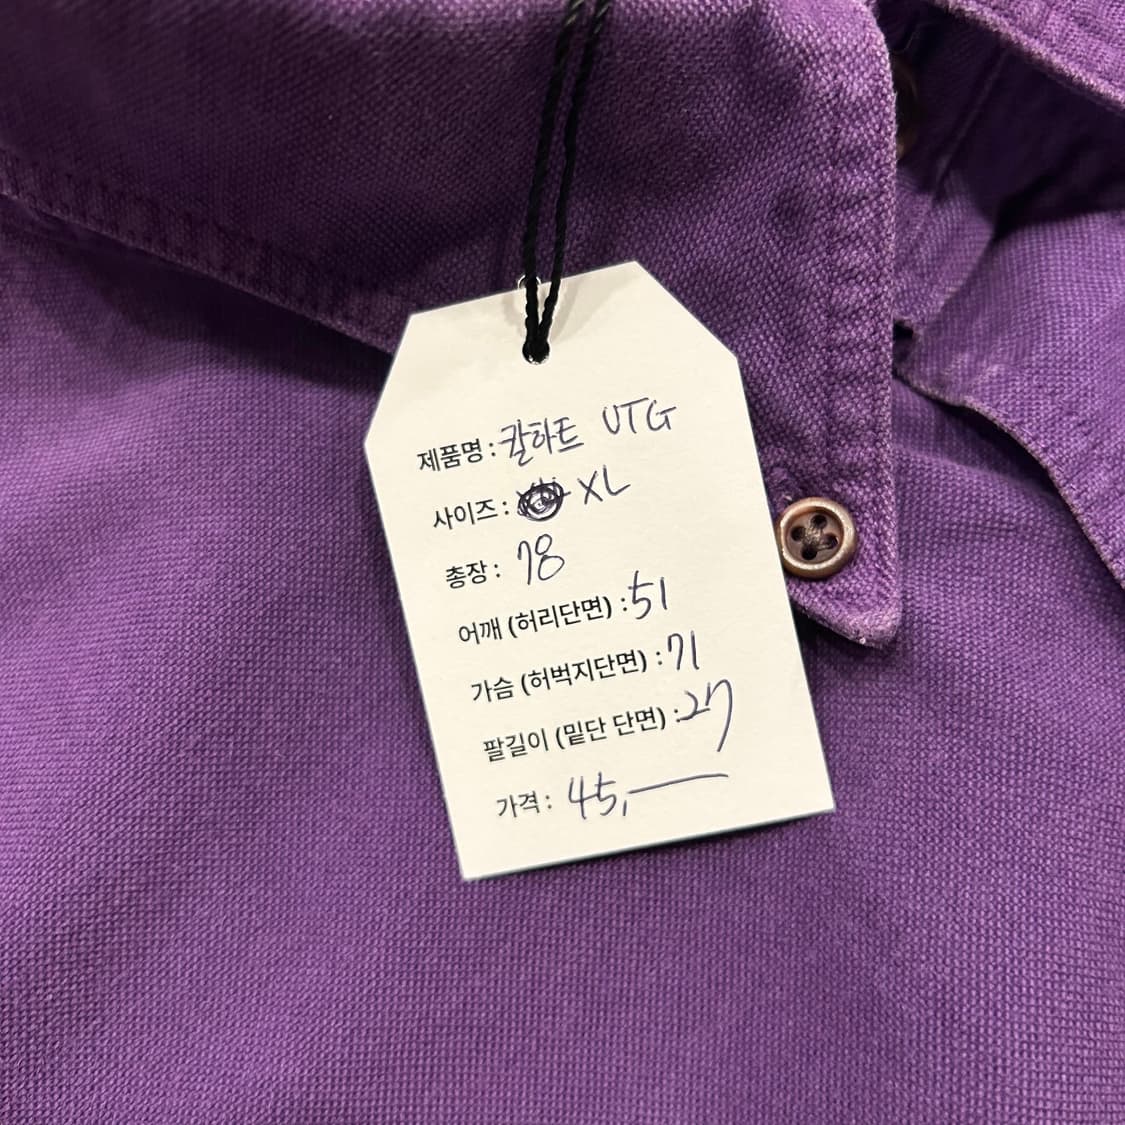 제품명 : 칼하트 UTG
사이즈 : XL
총장 : 78
어깨 (허리단면) : 51
가슴 (허벅지단면) : 71
팔길이 (밑단 단면) : 27
가격 : 45,—